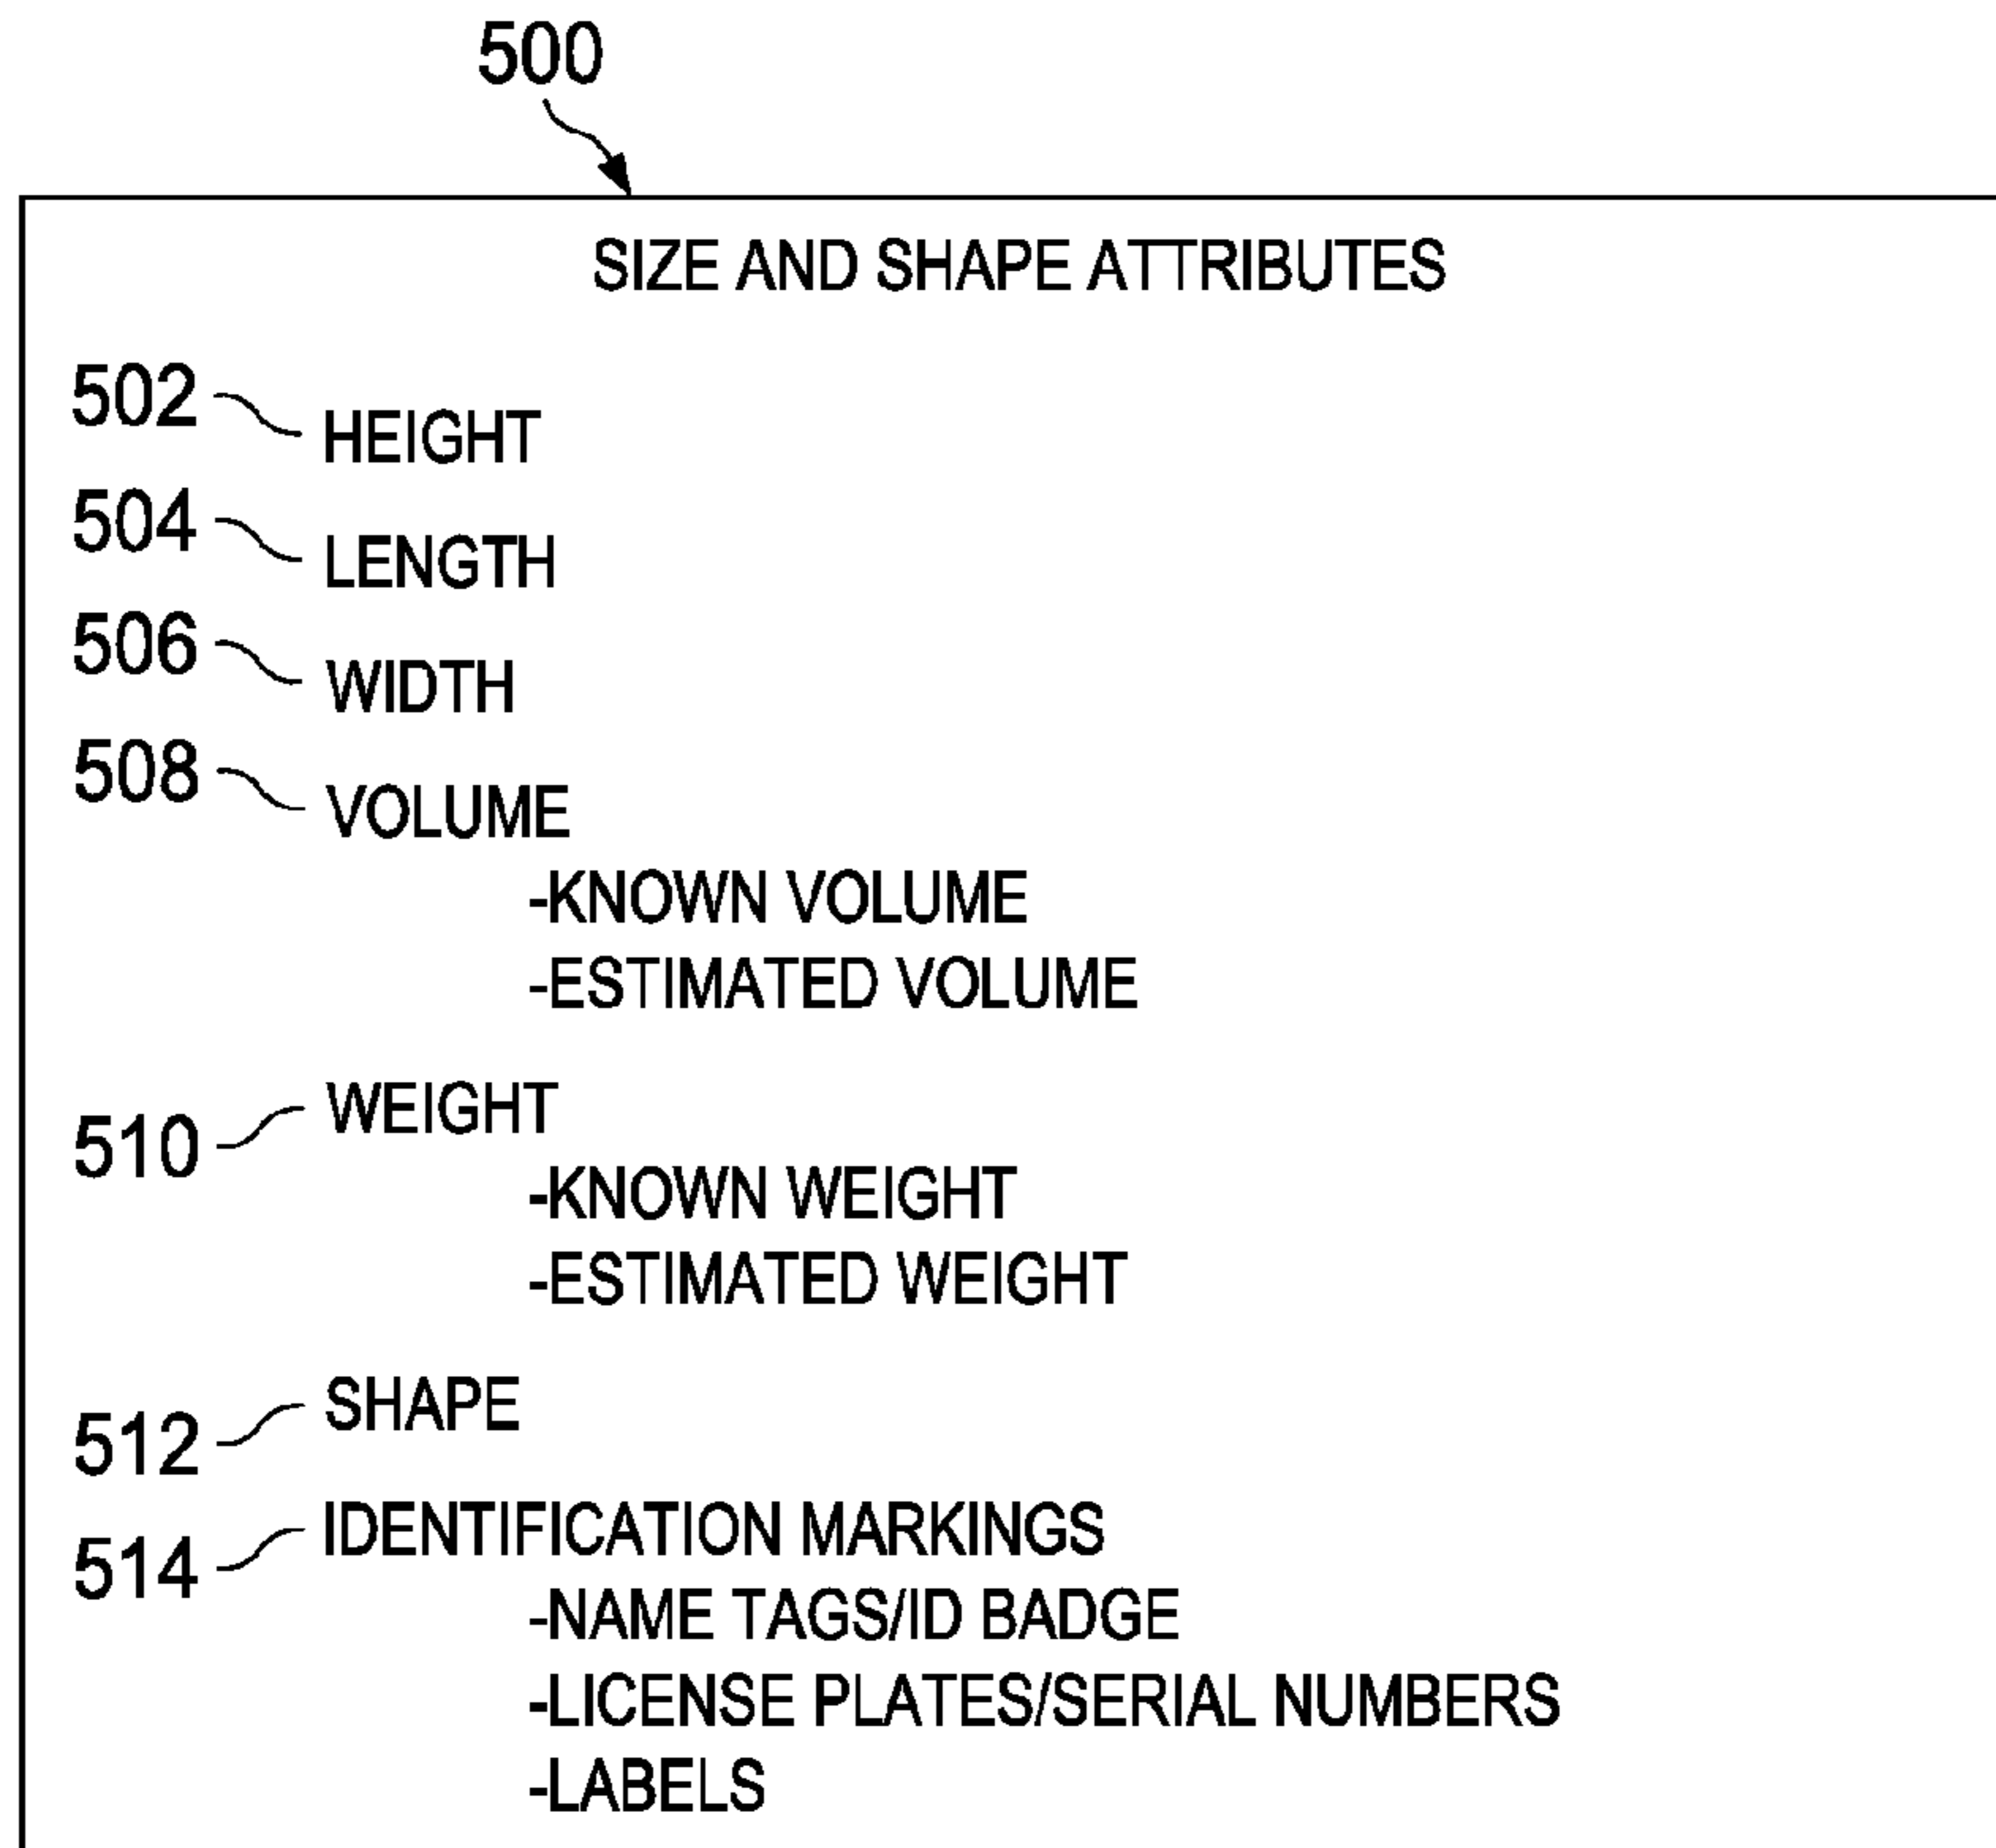 500
SIZE AND SHAPE ATTRIBUTES
502 HEIGHT
504 LENGTH
506 WIDTH
508 VOLUME
-KNOWN VOLUME
-ESTIMATED VOLUME
510 WEIGHT
-KNOWN WEIGHT
-ESTIMATED WEIGHT
512 SHAPE
514 IDENTIFICATION MARKINGS
-NAME TAGS/ID BADGE
-LICENSE PLATES/SERIAL NUMBERS
-LABELS